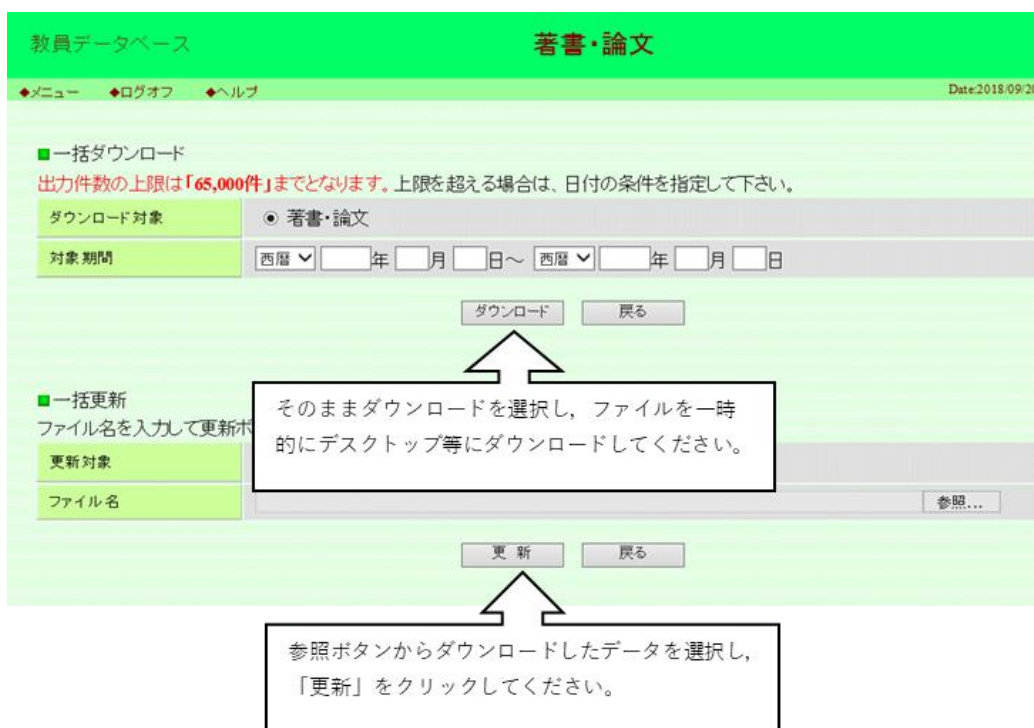 教員データベース
著書・論文
◆メニュー ◆ログオフ ◆ヘルプ
Date:2018/09/20
■一括ダウンロード
出力件数の上限は「65,000件」までとなります。上限を超える場合は、日付の条件を指定して下さい。
ダウンロード対象 著書・論文
対象期間 西暦 年 月 日～ 西暦 年 月 日
ダウンロード 戻る
そのままダウンロードを選択し，ファイルを一時
的にデスクトップ等にダウンロードしてください。
■一括更新
ファイル名を入力して更新ボ
更新対象
ファイル名 参照...
更 新 戻る
参照ボタンからダウンロードしたデータを選択し，
「更新」をクリックしてください。